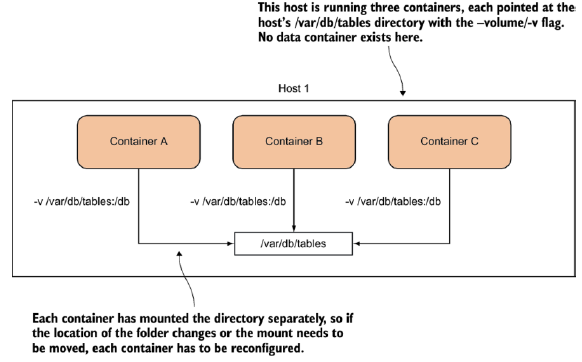 This host is running three containers, each pointed at the
host's /var/db/tables directory with the –volume/-v flag.
No data container exists here.
Host 1
Container A
Container B
Container C
-v /var/db/tables:/db
-v /var/db/tables:/db
-v /var/db/tables:/db
/var/db/tables
Each container has mounted the directory separately, so if
the location of the folder changes or the mount needs to
be moved, each container has to be reconfigured.